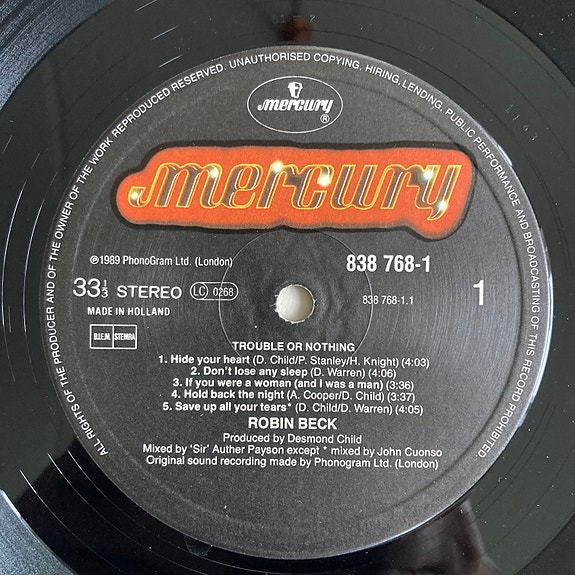 ALL RIGHTS OF THE PRODUCER AND OF THE OWNER OF THE WORK REPRODUCED RESERVED. UNAUTHORISED COPYING, HIRING, LENDING, PUBLIC PERFORMANCE AND BROADCASTING OF THIS RECORD PROHIBITED
mercury ®
mercury
℗1989 PhonoGram Ltd. (London)
838 768-1
33 1/3 STEREO LC 0268
838 768-1.1
1
MADE IN HOLLAND
B.I.E.M. STEMRA
TROUBLE OR NOTHING
1. Hide your heart (D. Child/P. Stanley/H. Knight) (4:03)
2. Don't lose any sleep (D. Warren) (4:06)
3. If you were a woman (and I was a man) (3:36)
4. Hold back the night (A. Cooper/D. Child) (3:37)
5. Save up all your tears* (D. Child/D. Warren) (4:05)
ROBIN BECK
Produced by Desmond Child
Mixed by 'Sir' Auther Payson except * mixed by John Cuonso
Original sound recording made by Phonogram Ltd. (London)